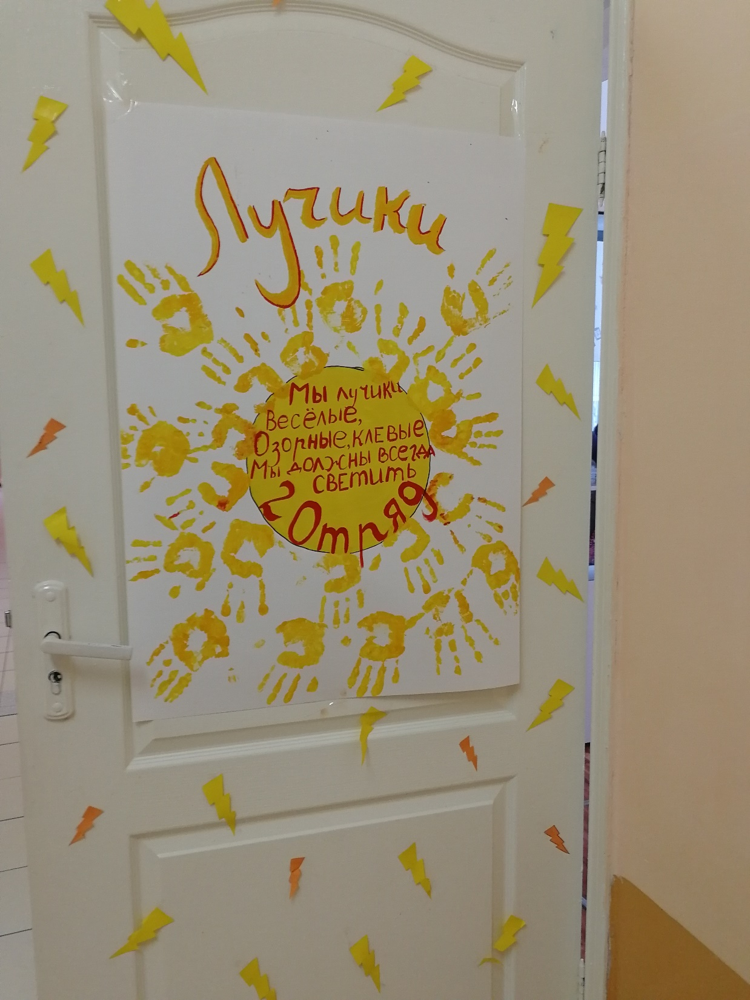 Лучики
Мы лучики
Весёлые,
Озорные, клевые
Мы должны всегда
светить
2 Отряд